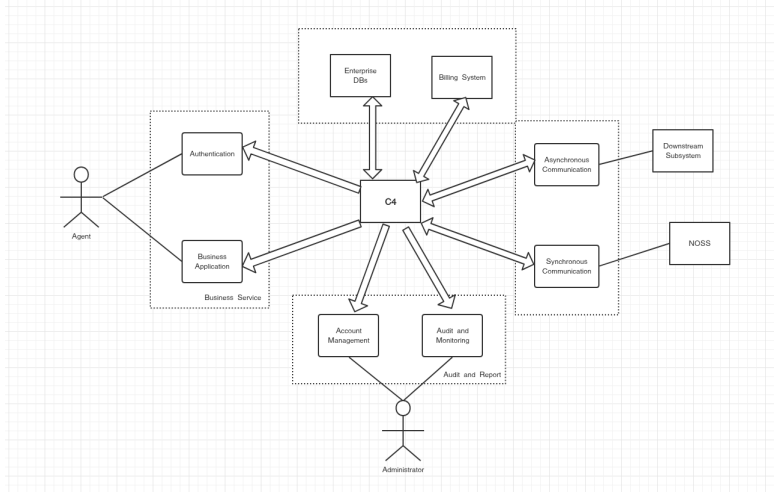 Enterprise
DBs
Billing System
Authentication
Asynchronous
Communication
Downstream
Subsystem
C4
Agent
Business
Application
Synchronous
Communication
NOSS
Business Service
Account
Management
Audit and
Monitoring
Audit and Report
Administrator